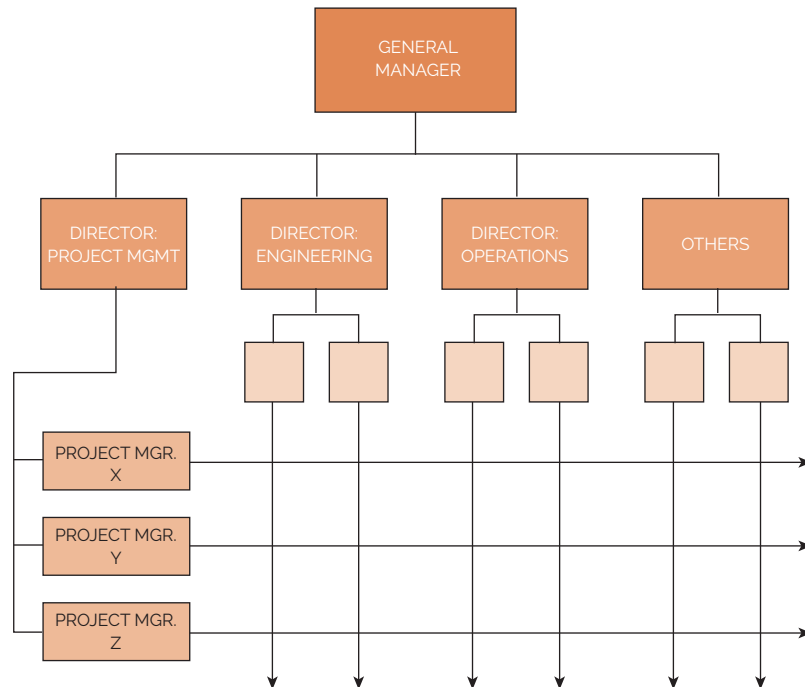 GENERAL
MANAGER
DIRECTOR:
PROJECT MGMT
DIRECTOR:
ENGINEERING
DIRECTOR:
OPERATIONS
OTHERS
PROJECT MGR.
X
PROJECT MGR.
Y
PROJECT MGR.
Z